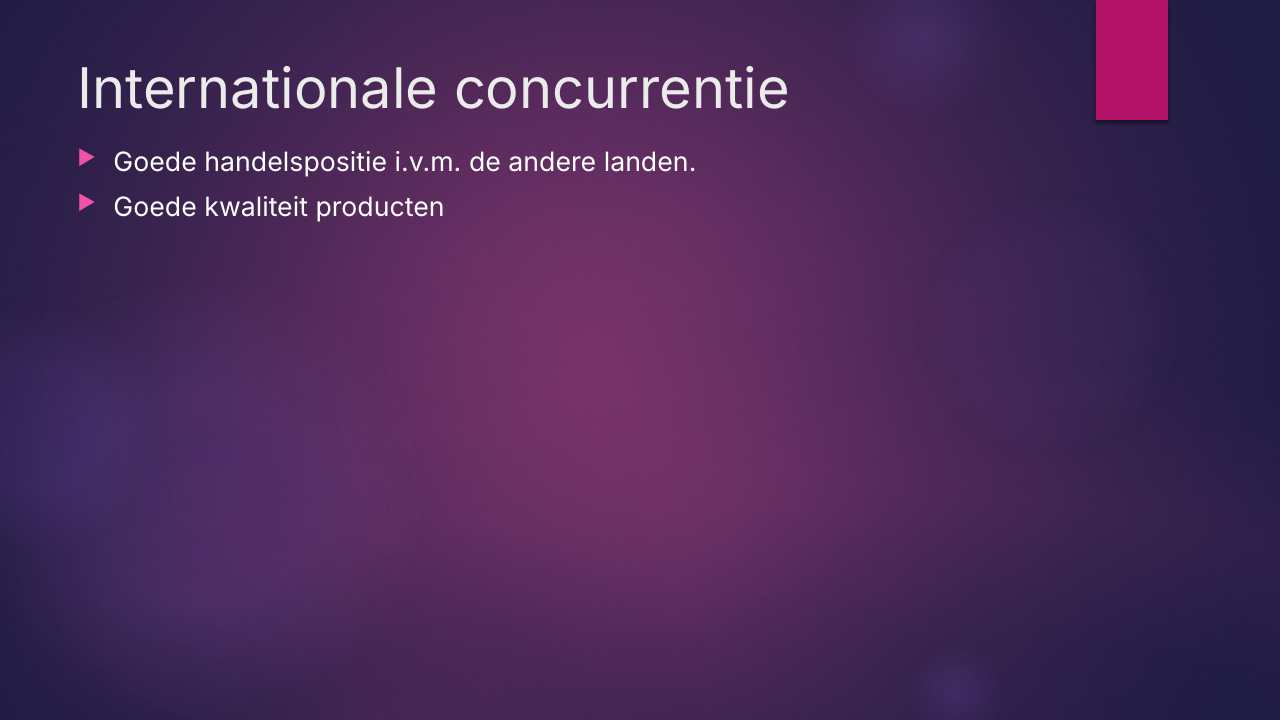 Internationale concurrentie
Goede handelspositie i.v.m. de andere landen.
Goede kwaliteit producten